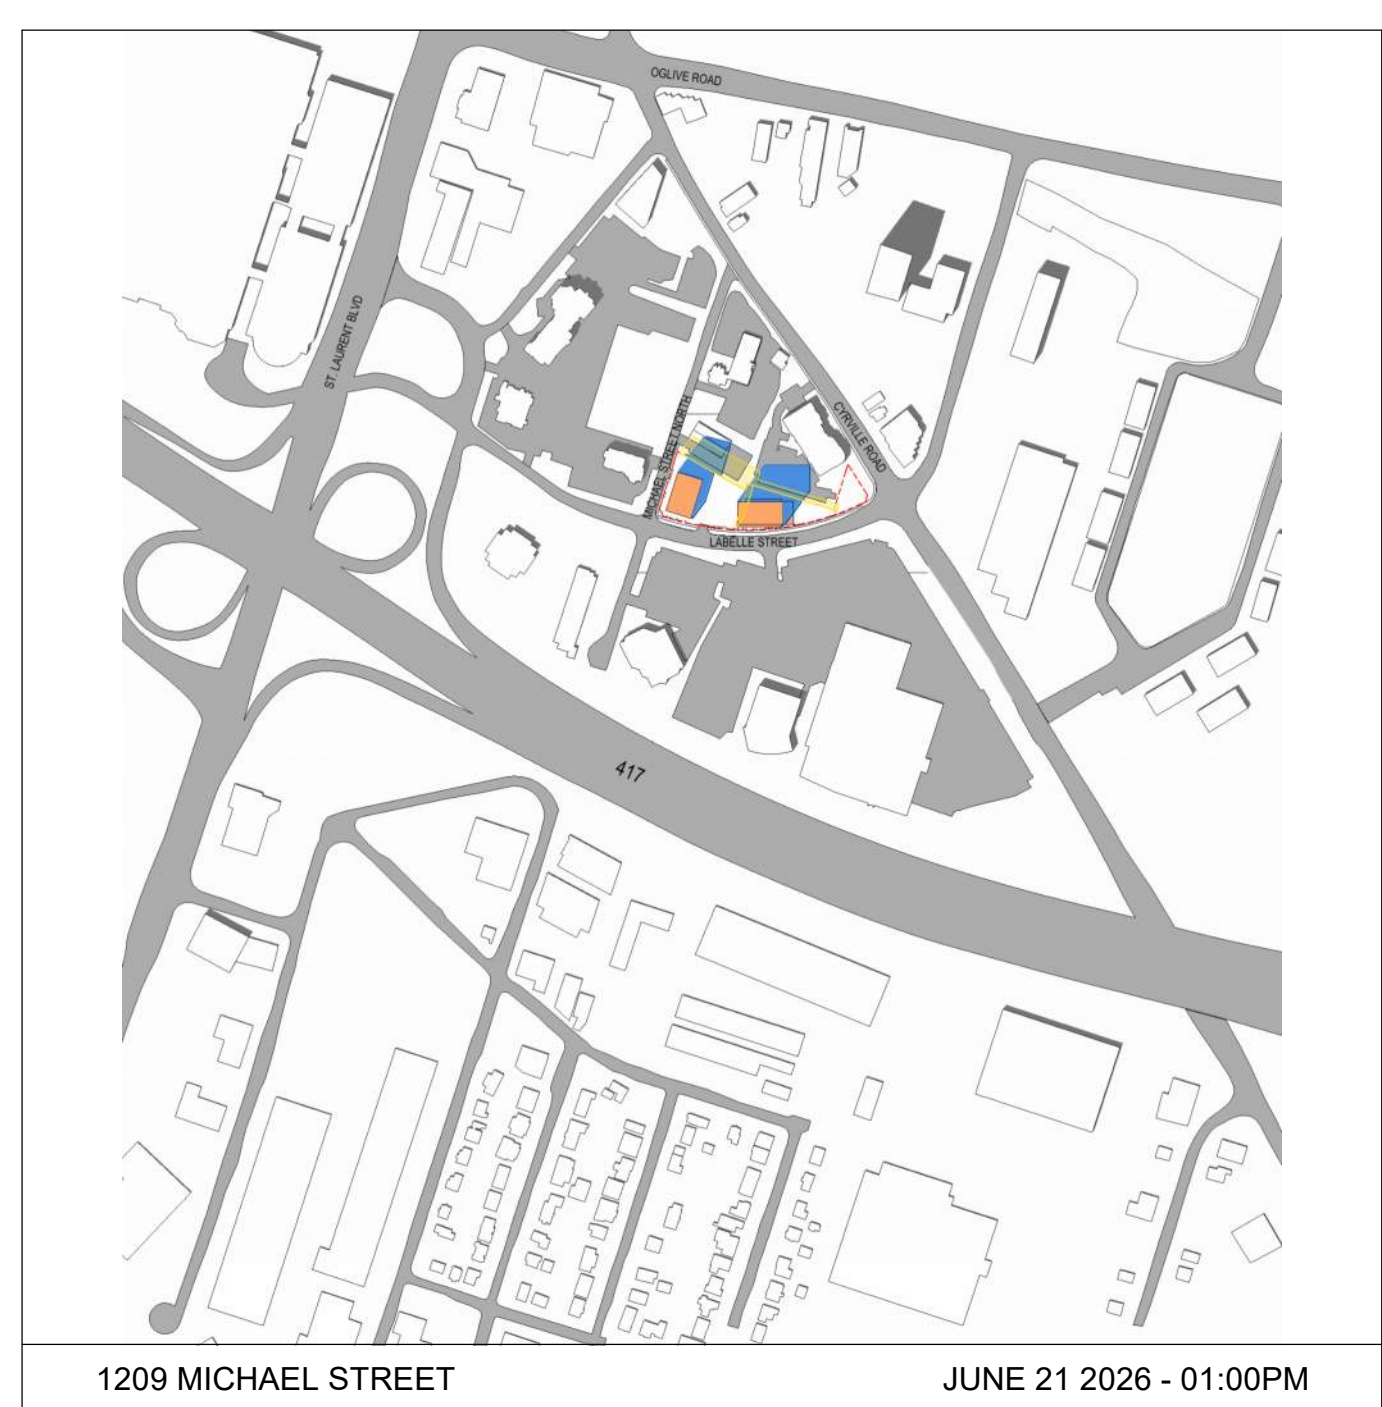 OGLIVE ROAD
ST. LAURENT BLVD
MICHAEL STREET NORTH
CYRVILLE ROAD
LABELLE STREET
417
1209 MICHAEL STREET
JUNE 21 2026 - 01:00PM